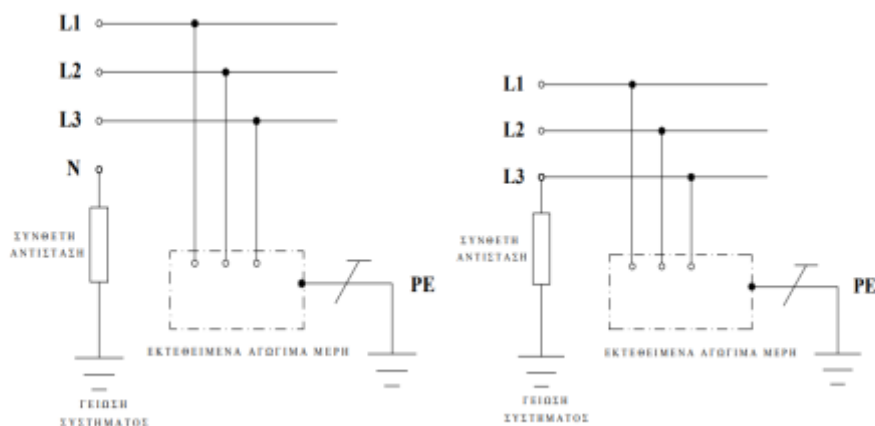 L1
L2
L3
N
ΣΥΝΘΕΤΗ
ΑΝΤΙΣΤΑΣΗ
PE
ΕΚΤΕΘΕΙΜΕΝΑ ΑΓΩΓΙΜΑ ΜΕΡΗ
ΓΕΙΩΣΗ
ΣΥΣΤΗΜΑΤΟΣ
L1
L2
L3
ΣΥΝΘΕΤΗ
ΑΝΤΙΣΤΑΣΗ
PE
ΕΚΤΕΘΕΙΜΕΝΑ ΑΓΩΓΙΜΑ ΜΕΡΗ
ΓΕΙΩΣΗ
ΣΥΣΤΗΜΑΤΟΣ